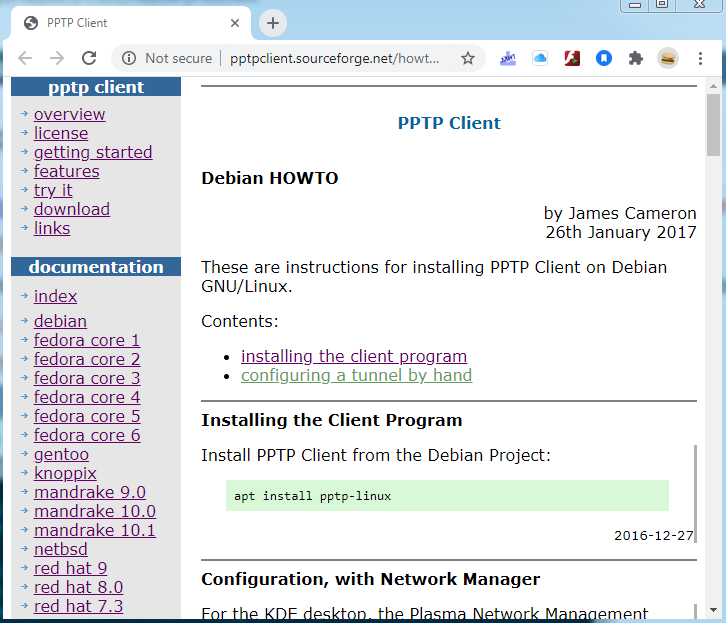 PPTP Client
Not secure
pptpclient.sourceforge.net/howt...
pptp client
overview
license
getting started
features
try it
download
links
documentation
index
debian
fedora core 1
fedora core 2
fedora core 3
fedora core 4
fedora core 5
fedora core 6
gentoo
knoppix
mandrake 9.0
mandrake 10.0
mandrake 10.1
netbsd
red hat 9
red hat 8.0
red hat 7.3
PPTP Client
Debian HOWTO
by James Cameron
26th January 2017
These are instructions for installing PPTP Client on Debian
GNU/Linux.
Contents:
installing the client program
configuring a tunnel by hand
Installing the Client Program
Install PPTP Client from the Debian Project:
apt install pptp-linux
2016-12-27
Configuration, with Network Manager
For the KDE desktop, the Plasma Network Management